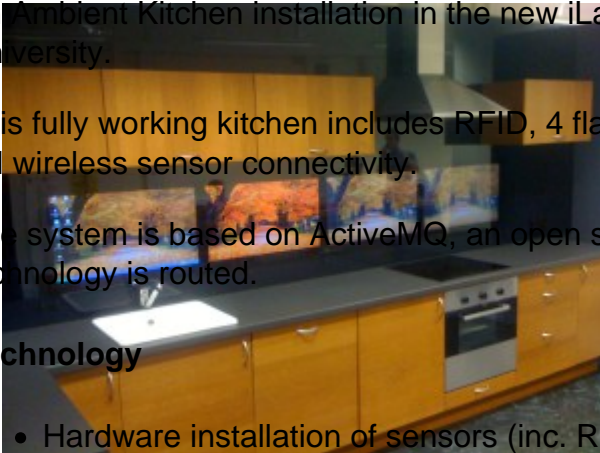 Ambient Kitchen installation in the new iLa
iversity.
is fully working kitchen includes RFID, 4 fla
wireless sensor connectivity.
e system is based on ActiveMQ, an open s
hnology is routed.
chnology
• Hardware installation of sensors (inc. R